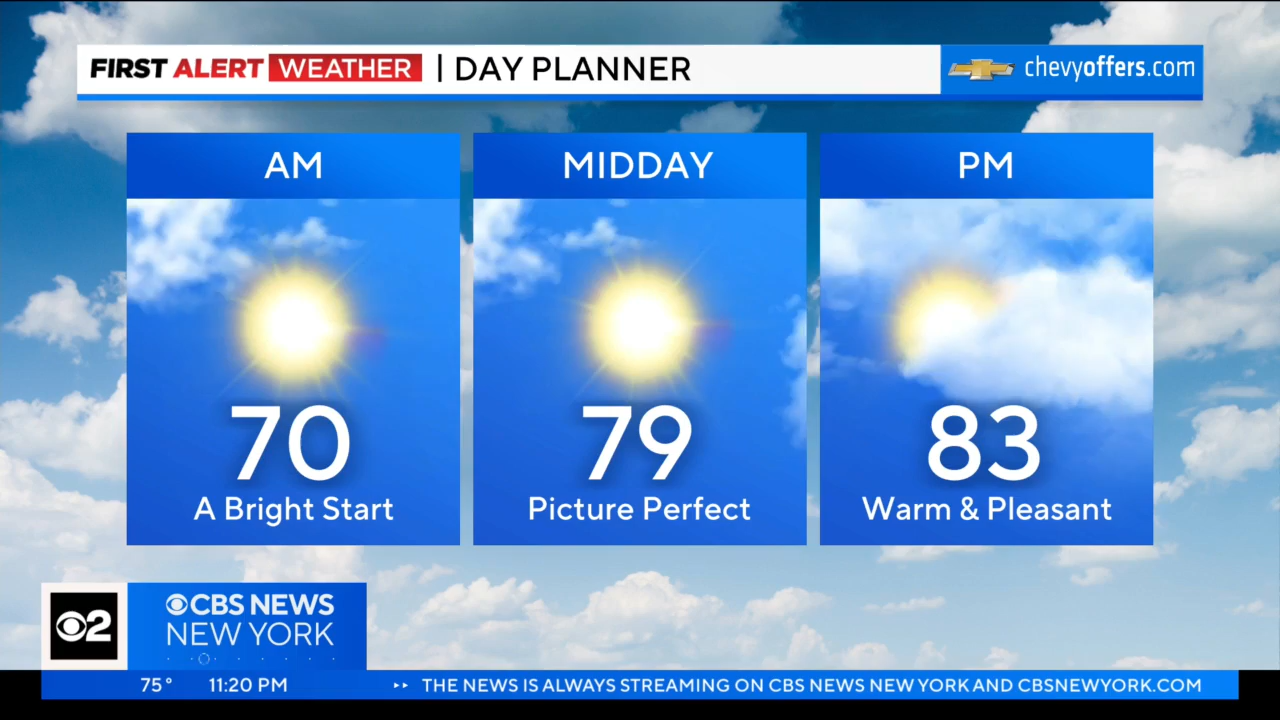 FIRST ALERT WEATHER | DAY PLANNER
chevyoffers.com
AM
70
A Bright Start
MIDDAY
79
Picture Perfect
PM
83
Warm & Pleasant
2
CBS NEWS
NEW YORK
75° 11:20 PM THE NEWS IS ALWAYS STREAMING ON CBS NEWS NEW YORK AND CBSNEWYORK.COM